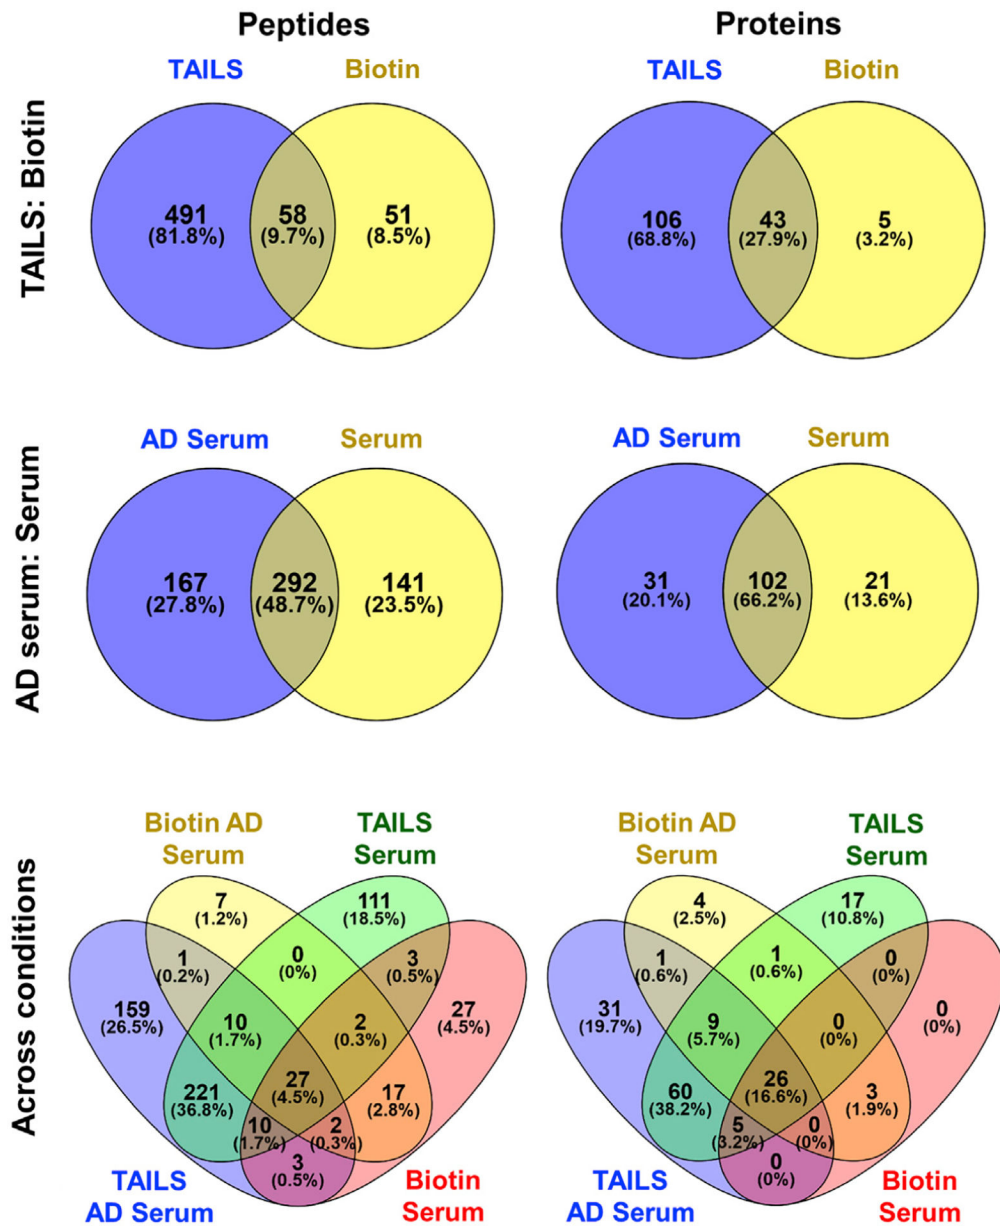 Peptides
Proteins
TAILS: Biotin
TAILS
Biotin
TAILS
Biotin
491
(81.8%)
58
(9.7%)
51
(8.5%)
106
(68.8%)
43
(27.9%)
5
(3.2%)
AD serum: Serum
AD Serum
Serum
AD Serum
Serum
167
(27.8%)
292
(48.7%)
141
(23.5%)
31
(20.1%)
102
(66.2%)
21
(13.6%)
Across conditions
Biotin AD
Serum
TAILS
Serum
7
(1.2%)
111
(18.5%)
1
(0.2%)
0
(0%)
3
(0.5%)
159
(26.5%)
10
(1.7%)
2
(0.3%)
27
(4.5%)
221
(36.8%)
27
(4.5%)
17
(2.8%)
10
(1.7%)
2
(0.3%)
3
(0.5%)
TAILS
AD Serum
Biotin
Serum
Biotin AD
Serum
TAILS
Serum
4
(2.5%)
17
(10.8%)
1
(0.6%)
1
(0.6%)
0
(0%)
31
(19.7%)
9
(5.7%)
0
(0%)
0
(0%)
60
(38.2%)
26
(16.6%)
3
(1.9%)
5
(3.2%)
0
(0%)
0
(0%)
TAILS
AD Serum
Biotin
Serum